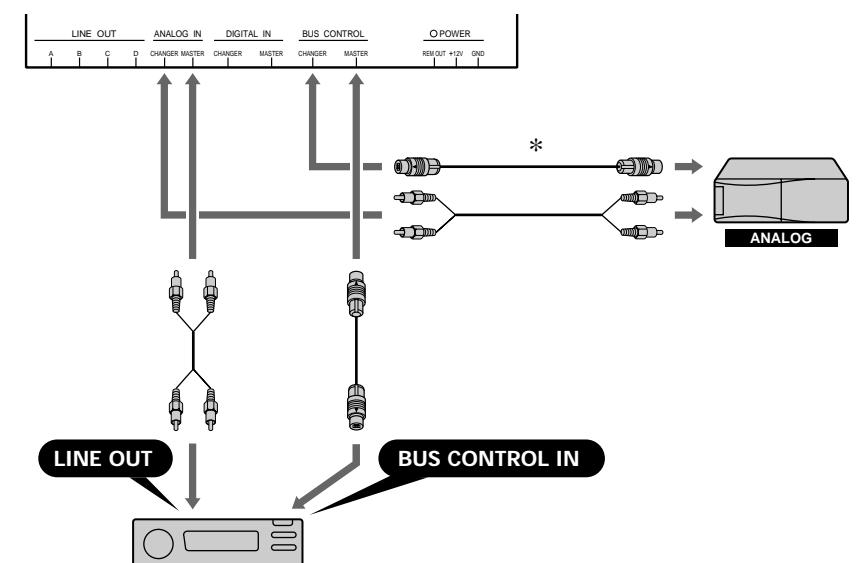 LINE OUT ANALOG IN DIGITAL IN BUS CONTROL POWER
A B C D CHANGER MASTER CHANGER MASTER CHANGER MASTER REM OUT +12V GND
*
ANALOG
LINE OUT
BUS CONTROL IN